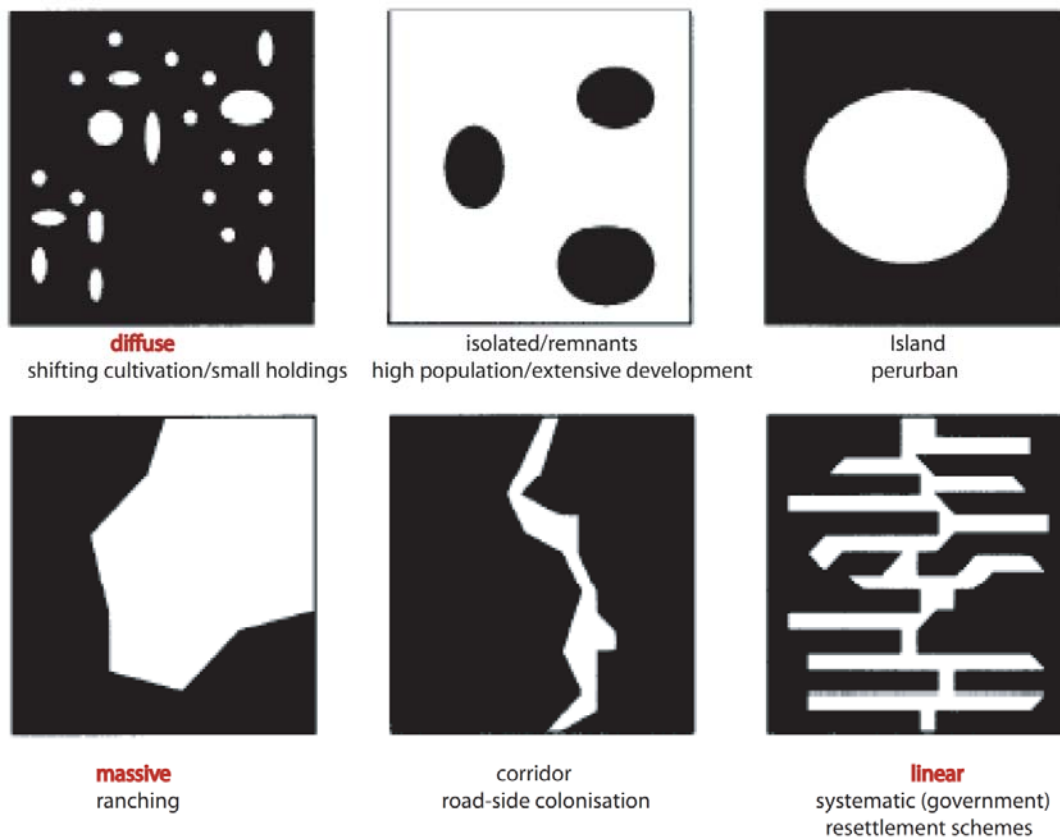 diffuse
shifting cultivation/small holdings
isolated/remnants
high population/extensive development
Island
perurban
massive
ranching
corridor
road-side colonisation
linear
systematic (government)
resettlement schemes